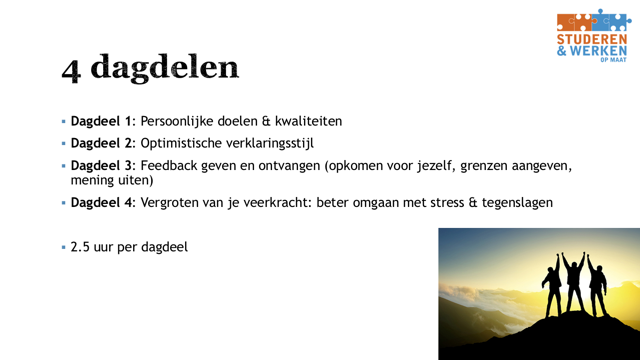 STUDEREN
& WERKEN
OP MAAT
4 dagdelen
▪ Dagdeel 1: Persoonlijke doelen & kwaliteiten
▪ Dagdeel 2: Optimistische verklaringsstijl
▪ Dagdeel 3: Feedback geven en ontvangen (opkomen voor jezelf, grenzen aangeven,
mening uiten)
▪ Dagdeel 4: Vergroten van je veerkracht: beter omgaan met stress & tegenslagen
▪ 2.5 uur per dagdeel